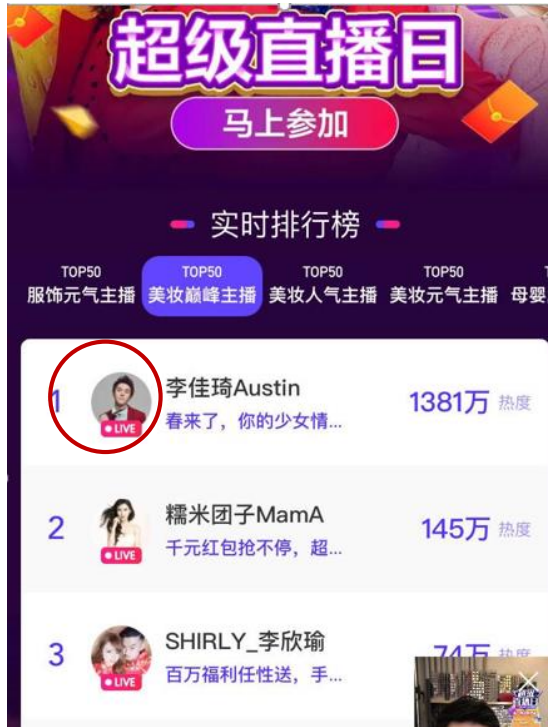 超级直播日
马上参加
实时排行榜
TOP50 TOP50 TOP50 TOP50
服饰元气主播 美妆巅峰主播 美妆人气主播 美妆元气主播 母婴
1 李佳琦Austin 1381万 热度
LIVE 春来了，你的少女情...
2 糯米团子MamA 145万 热度
LIVE 千元红包抢不停，超...
3 SHIRLY_李欣瑜 74万
LIVE 百万福利任性送，手...